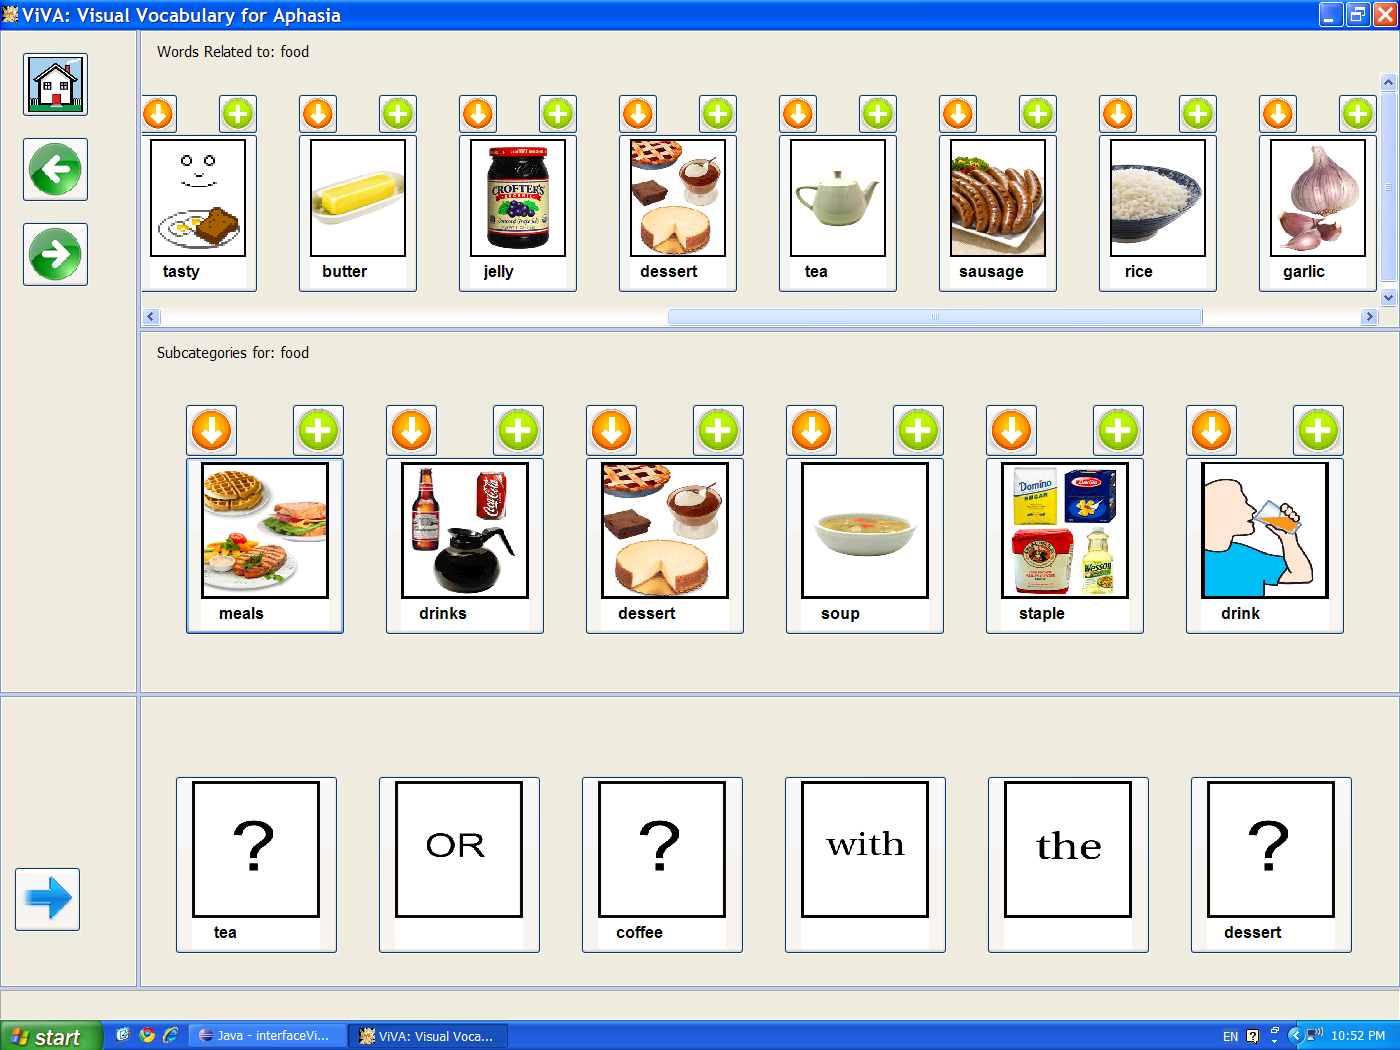 ViVA: Visual Vocabulary for Aphasia
Words Related to: food
CROFTER'S
ORGANIC
tasty
butter
jelly
dessert
tea
sausage
rice
garlic
Subcategories for: food
Coca-Cola
Domino
SUGAR
Barilla
Wesson
meals
drinks
dessert
soup
staple
drink
?
OR
?
with
the
?
tea
coffee
dessert
start
Java - interfaceVi...
ViVA: Visual Voca...
EN
10:52 PM